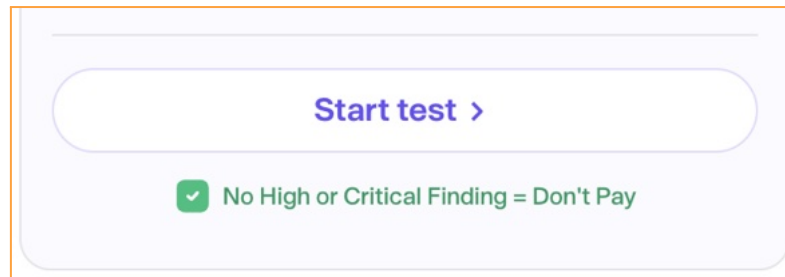 Start test >
No High or Critical Finding = Don't Pay